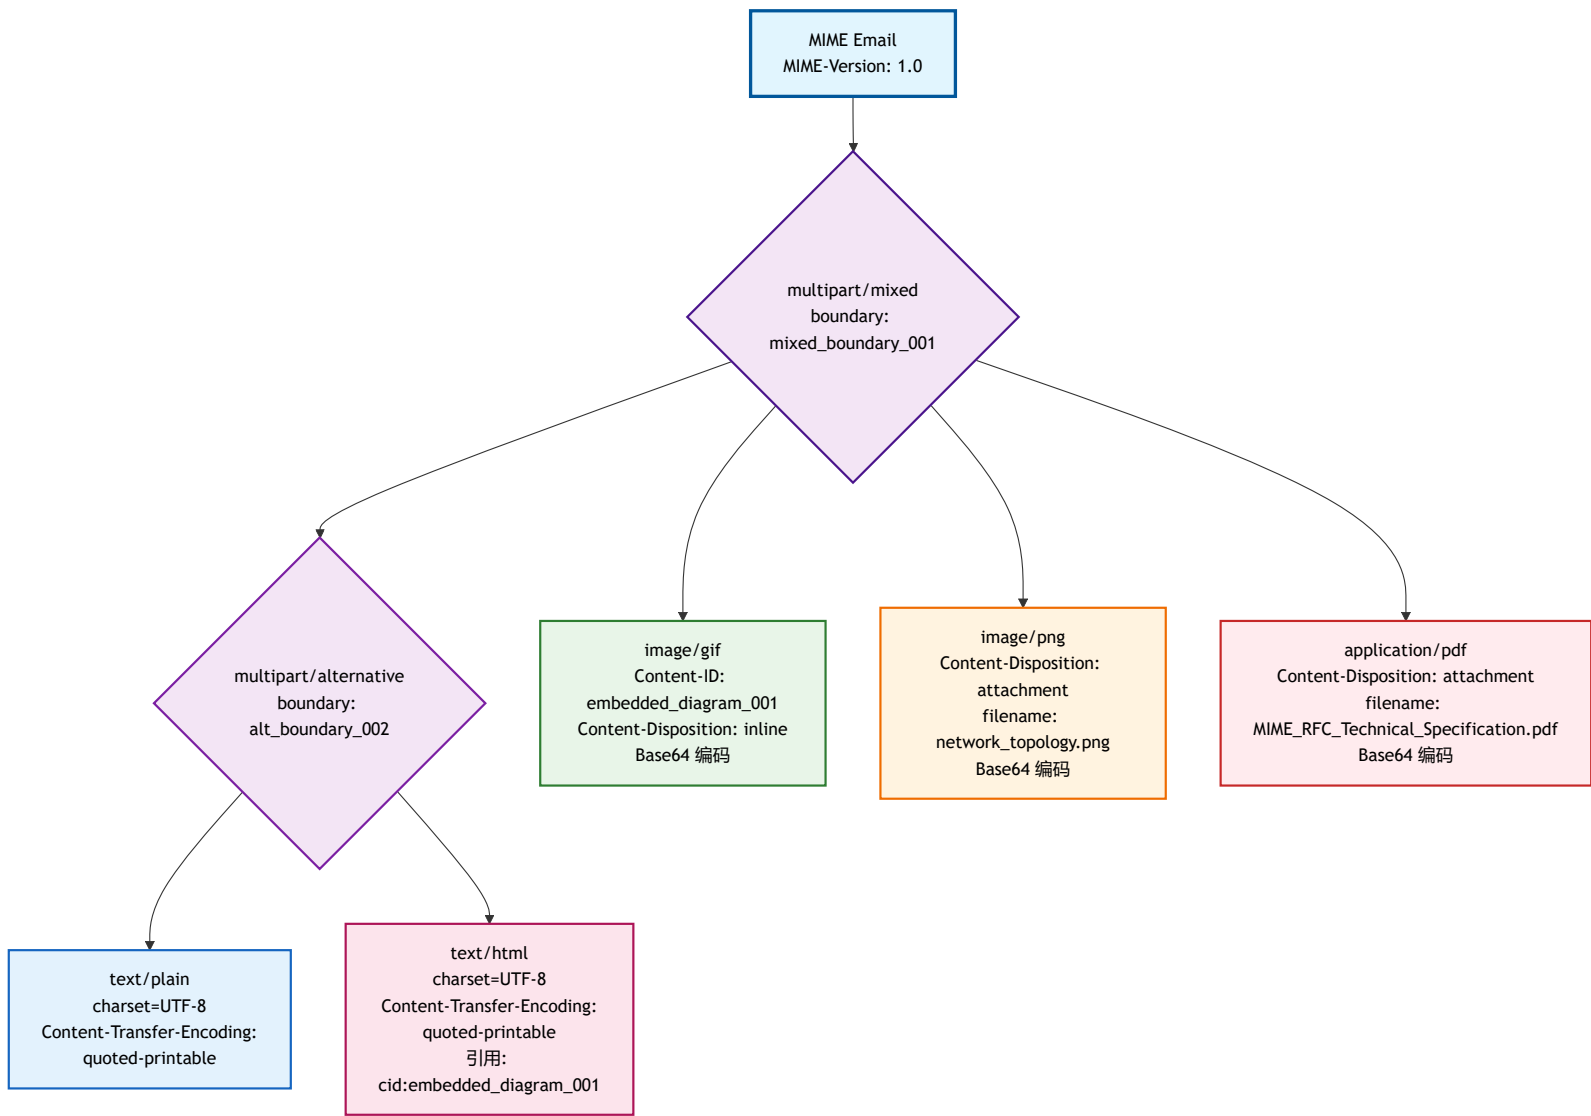 MIME Email
MIME-Version: 1.0
multipart/mixed
boundary:
mixed_boundary_001
multipart/alternative
boundary:
alt_boundary_002
image/gif
Content-ID:
embedded_diagram_001
Content-Disposition: inline
Base64 编码
image/png
Content-Disposition:
attachment
filename:
network_topology.png
Base64 编码
application/pdf
Content-Disposition: attachment
filename:
MIME_RFC_Technical_Specification.pdf
Base64 编码
text/plain
charset=UTF-8
Content-Transfer-Encoding:
quoted-printable
text/html
charset=UTF-8
Content-Transfer-Encoding:
quoted-printable
引用:
cid:embedded_diagram_001